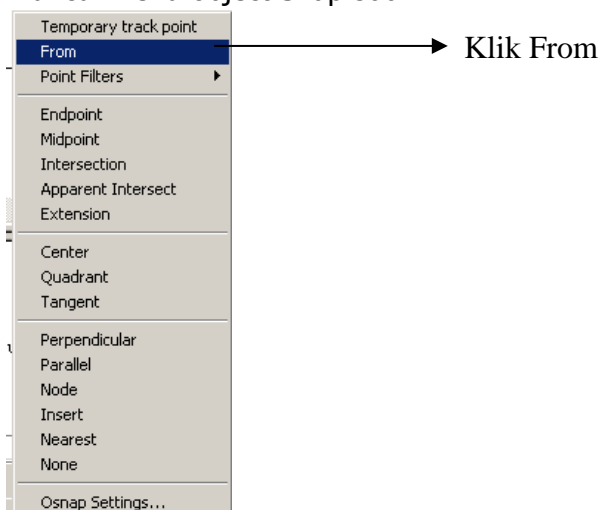 Temporary track point
From
Klik From
Point Filters
Endpoint
Midpoint
Intersection
Apparent Intersect
Extension
Center
Quadrant
Tangent
Perpendicular
Parallel
Node
Insert
Nearest
None
Osnap Settings...